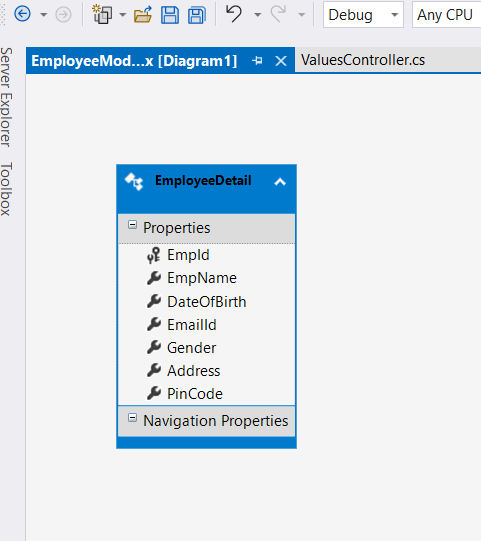 Debug
Any CPU
EmployeeMod...x [Diagram1]
ValuesController.cs
Server Explorer
Toolbox
EmployeeDetail
Properties
EmpId
EmpName
DateOfBirth
EmailId
Gender
Address
PinCode
Navigation Properties